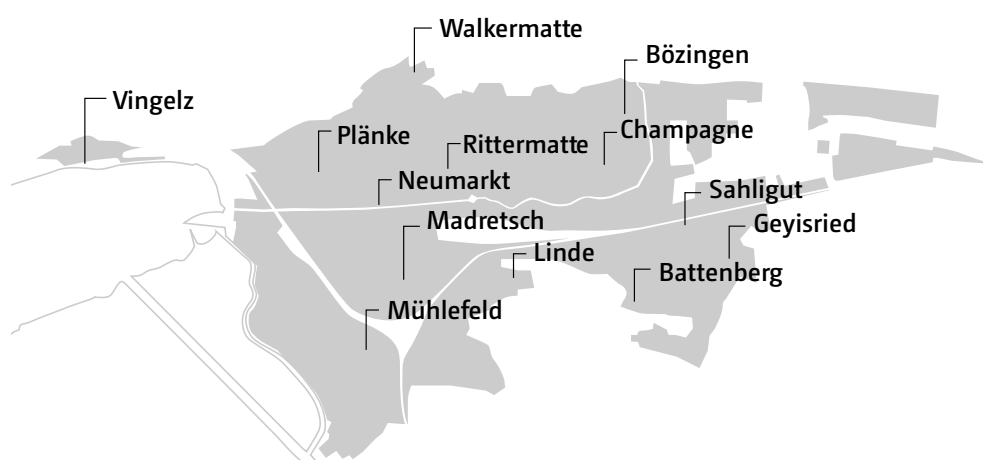 Walkermatte
Bözingen
Vingelz
Plänke
Champagne
Rittermatte
Neumarkt
Sahligut
Madretsch
Geyisried
Linde
Battenberg
Mühlefeld